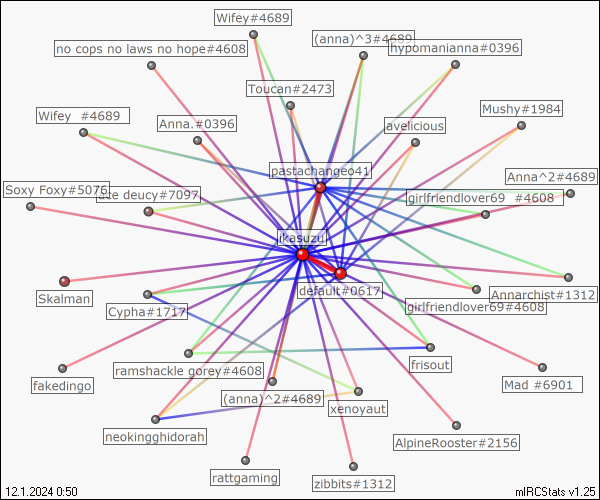 Wifey#4689
(anna)^3#4689
no cops no laws no hope#4608
hypomanianna#0396
Toucan#2473
Mushy#1984
Wifey  #4689
Anna.#0396
avelicious
pastachangeo41
Anna^2#4689
Soxy Foxy#5076
deucy#7097
girlfriendlover69  #4608
ikasuzu
default#0617
Skalman
Annarchist#1312
Cypha#1717
girlfriendlover69#4608
ramshackle gorey#4608
frisout
fakedingo
Mad #6901
(anna)^2#4689
xenoyaut
neokingghidorah
AlpineRooster#2156
rattgaming
zibbits#1312
12.1.2024 0:50
mIRCStats v1.25